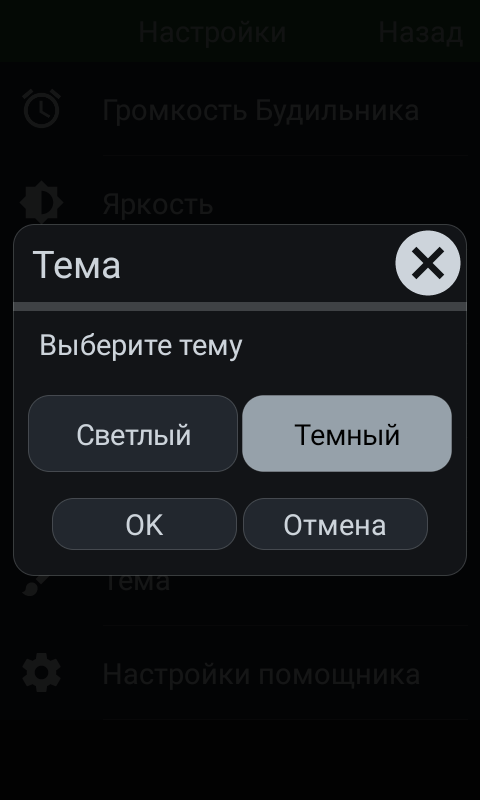 Настройки Назад
Громкость Будильника
Яркость
Тема
Выберите тему
Светлый Темный
OK Отмена
Тема
Настройки помощника